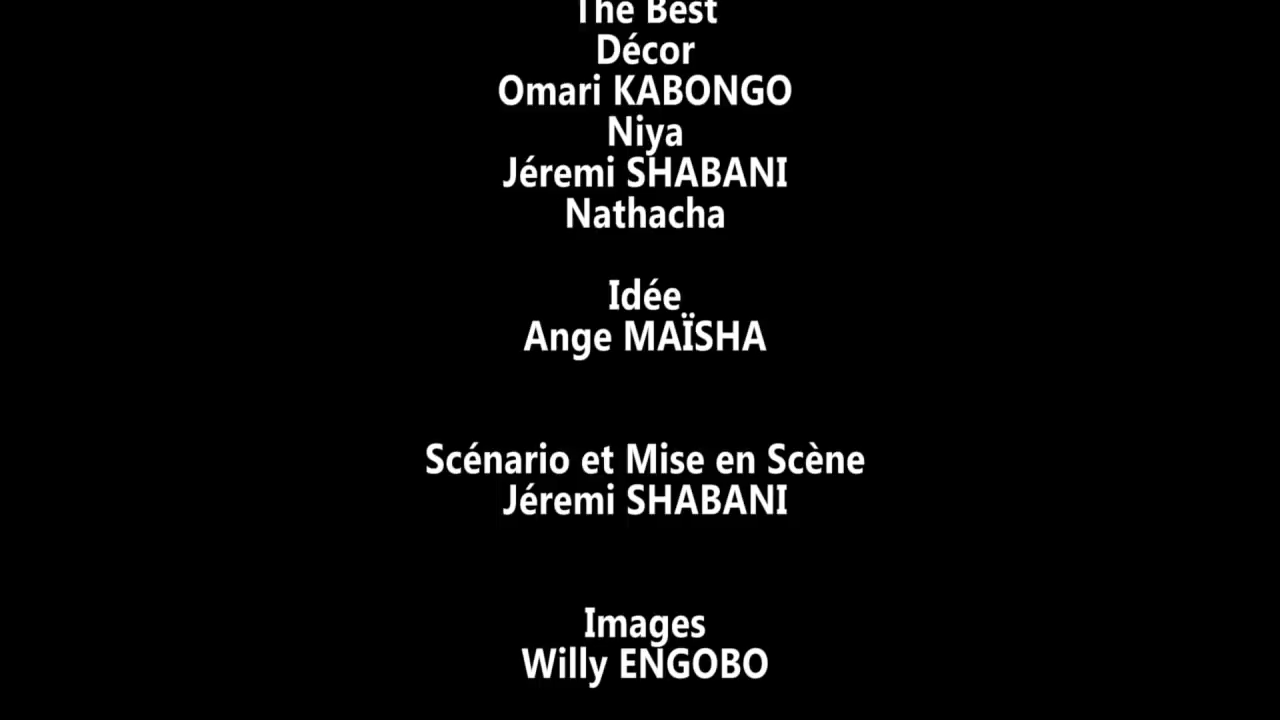 The Best
Décor
Omari KABONGO
Niya
Jéremi SHABANI
Nathacha
Idée
Ange MAÏSHA
Scénario et Mise en Scène
Jéremi SHABANI
Images
Willy ENGOBO